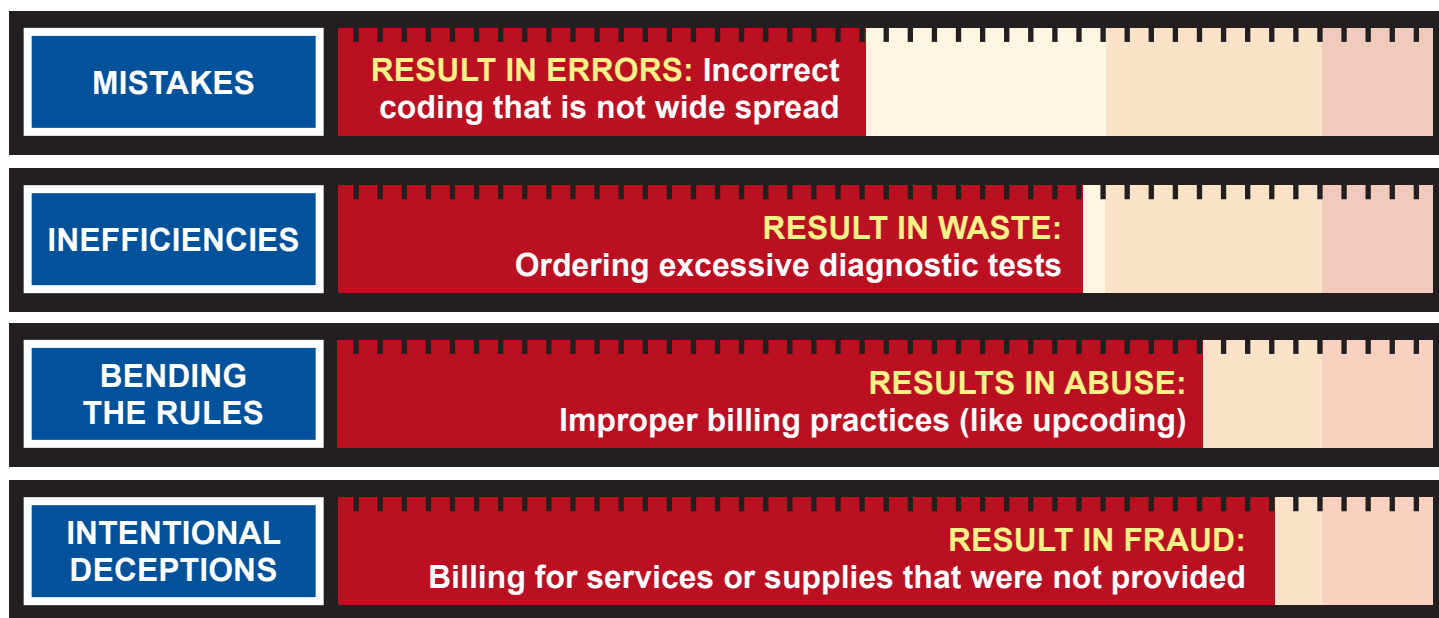 MISTAKES
RESULT IN ERRORS: Incorrect
coding that is not wide spread
INEFFICIENCIES
RESULT IN WASTE:
Ordering excessive diagnostic tests
BENDING
THE RULES
RESULTS IN ABUSE:
Improper billing practices (like upcoding)
INTENTIONAL
DECEPTIONS
RESULT IN FRAUD:
Billing for services or supplies that were not provided